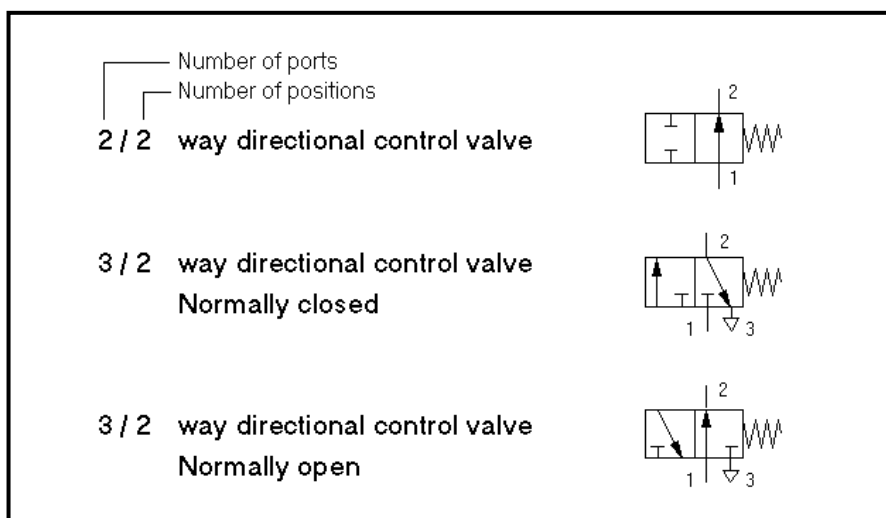 Number of ports
Number of positions
2 / 2 way directional control valve
2
1
3 / 2 way directional control valve
Normally closed
2
1 3
3 / 2 way directional control valve
Normally open
2
1 3